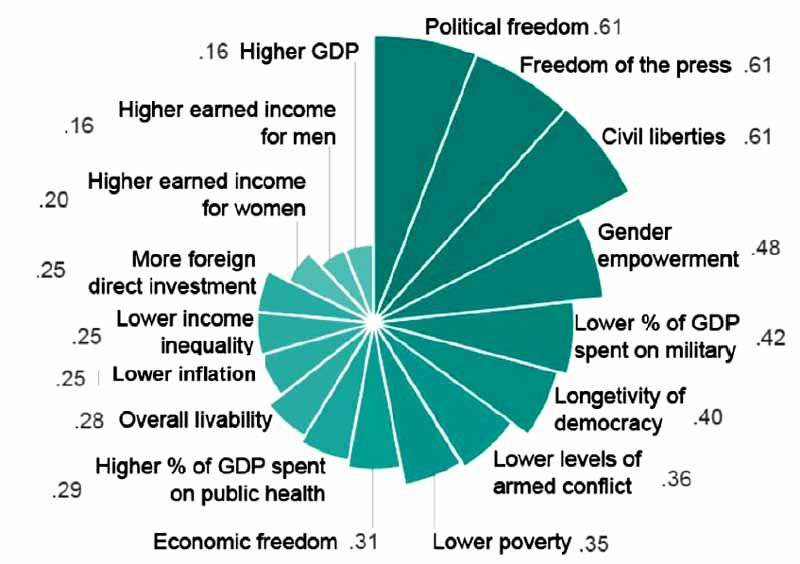 Political freedom .61
Freedom of the press .61
Civil liberties .61
Gender
empowerment .48
Lower % of GDP
spent on military .42
Longetivity of
democracy .40
Lower levels of
armed conflict .36
Lower poverty .35
Economic freedom .31
Higher % of GDP spent
on public health
.29
.28 Overall livability
.25 Lower inflation
Lower income
inequality
.25
More foreign
direct investment
.25
Higher earned income
for women
.20
Higher earned income
for men
.16
.16 Higher GDP